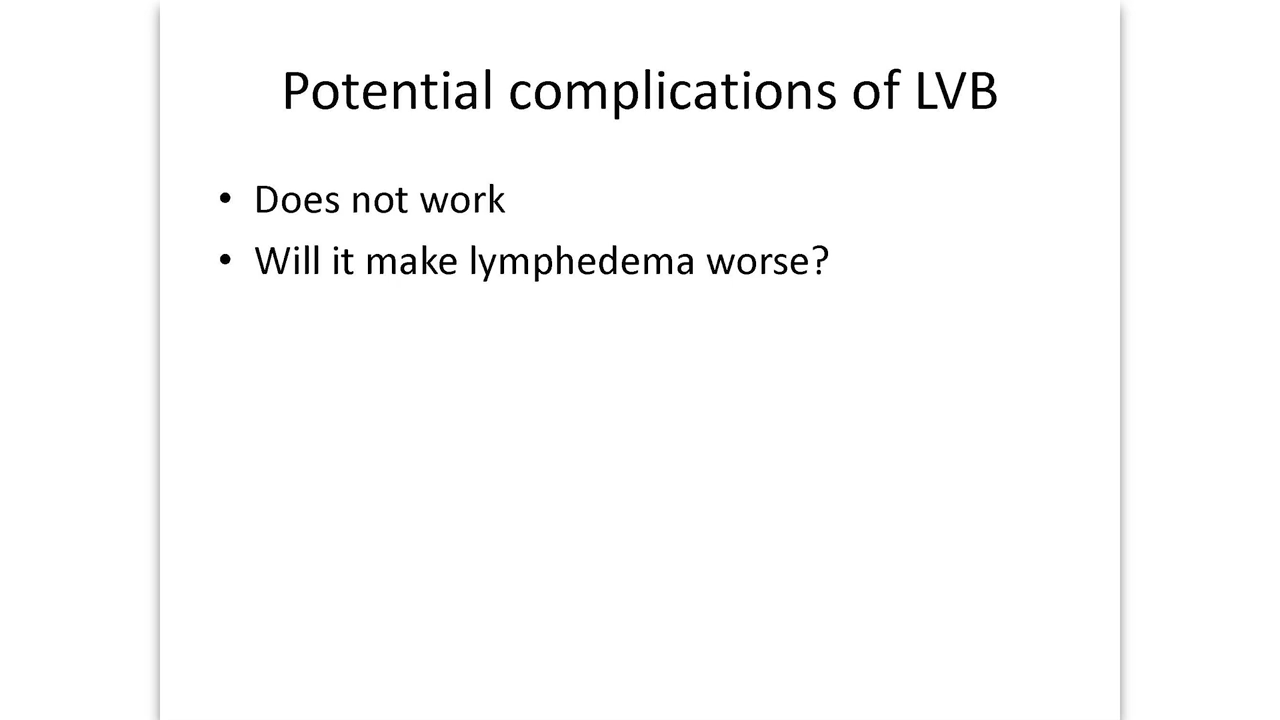 Potential complications of LVB
• Does not work
• Will it make lymphedema worse?